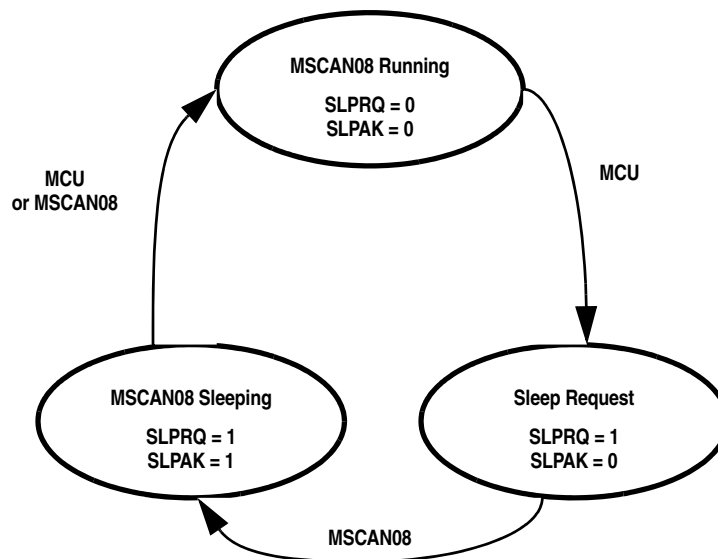 MSCAN08 Running
SLPRQ = 0
SLPAK = 0
MCU
or MSCAN08
MCU
MSCAN08 Sleeping
SLPRQ = 1
SLPAK = 1
Sleep Request
SLPRQ = 1
SLPAK = 0
MSCAN08